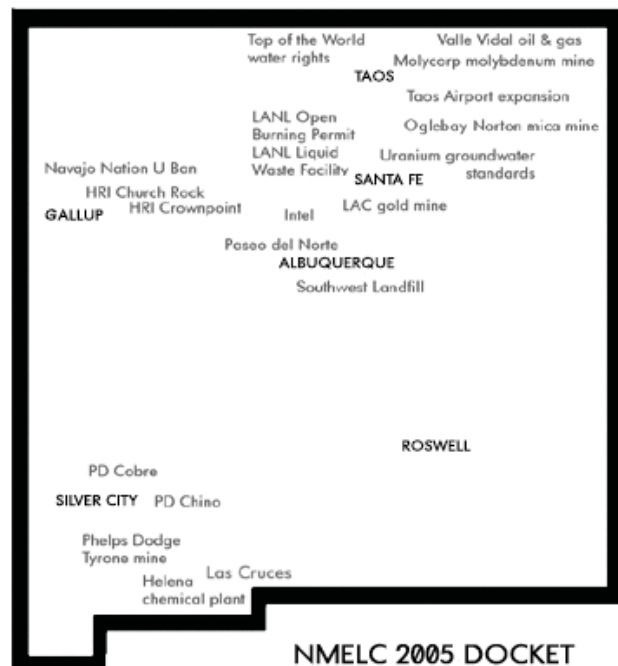 Top of the World
water rights
Valle Vidal oil & gas
Molycorp molybdenum mine
TAOS
Taos Airport expansion
LANL Open
Burning Permit
Oglebay Norton mica mine
LANL Liquid
Waste Facility
Uranium groundwater
standards
SANTA FE
Navajo Nation U Ban
HRI Church Rock
HRI Crownpoint
GALLUP
Intel
LAC gold mine
Paseo del Norte
ALBUQUERQUE
Southwest Landfill
ROSWELL
PD Cobre
SILVER CITY
PD Chino
Phelps Dodge
Tyrone mine
Helena
chemical plant
Las Cruces
NMELC 2005 DOCKET